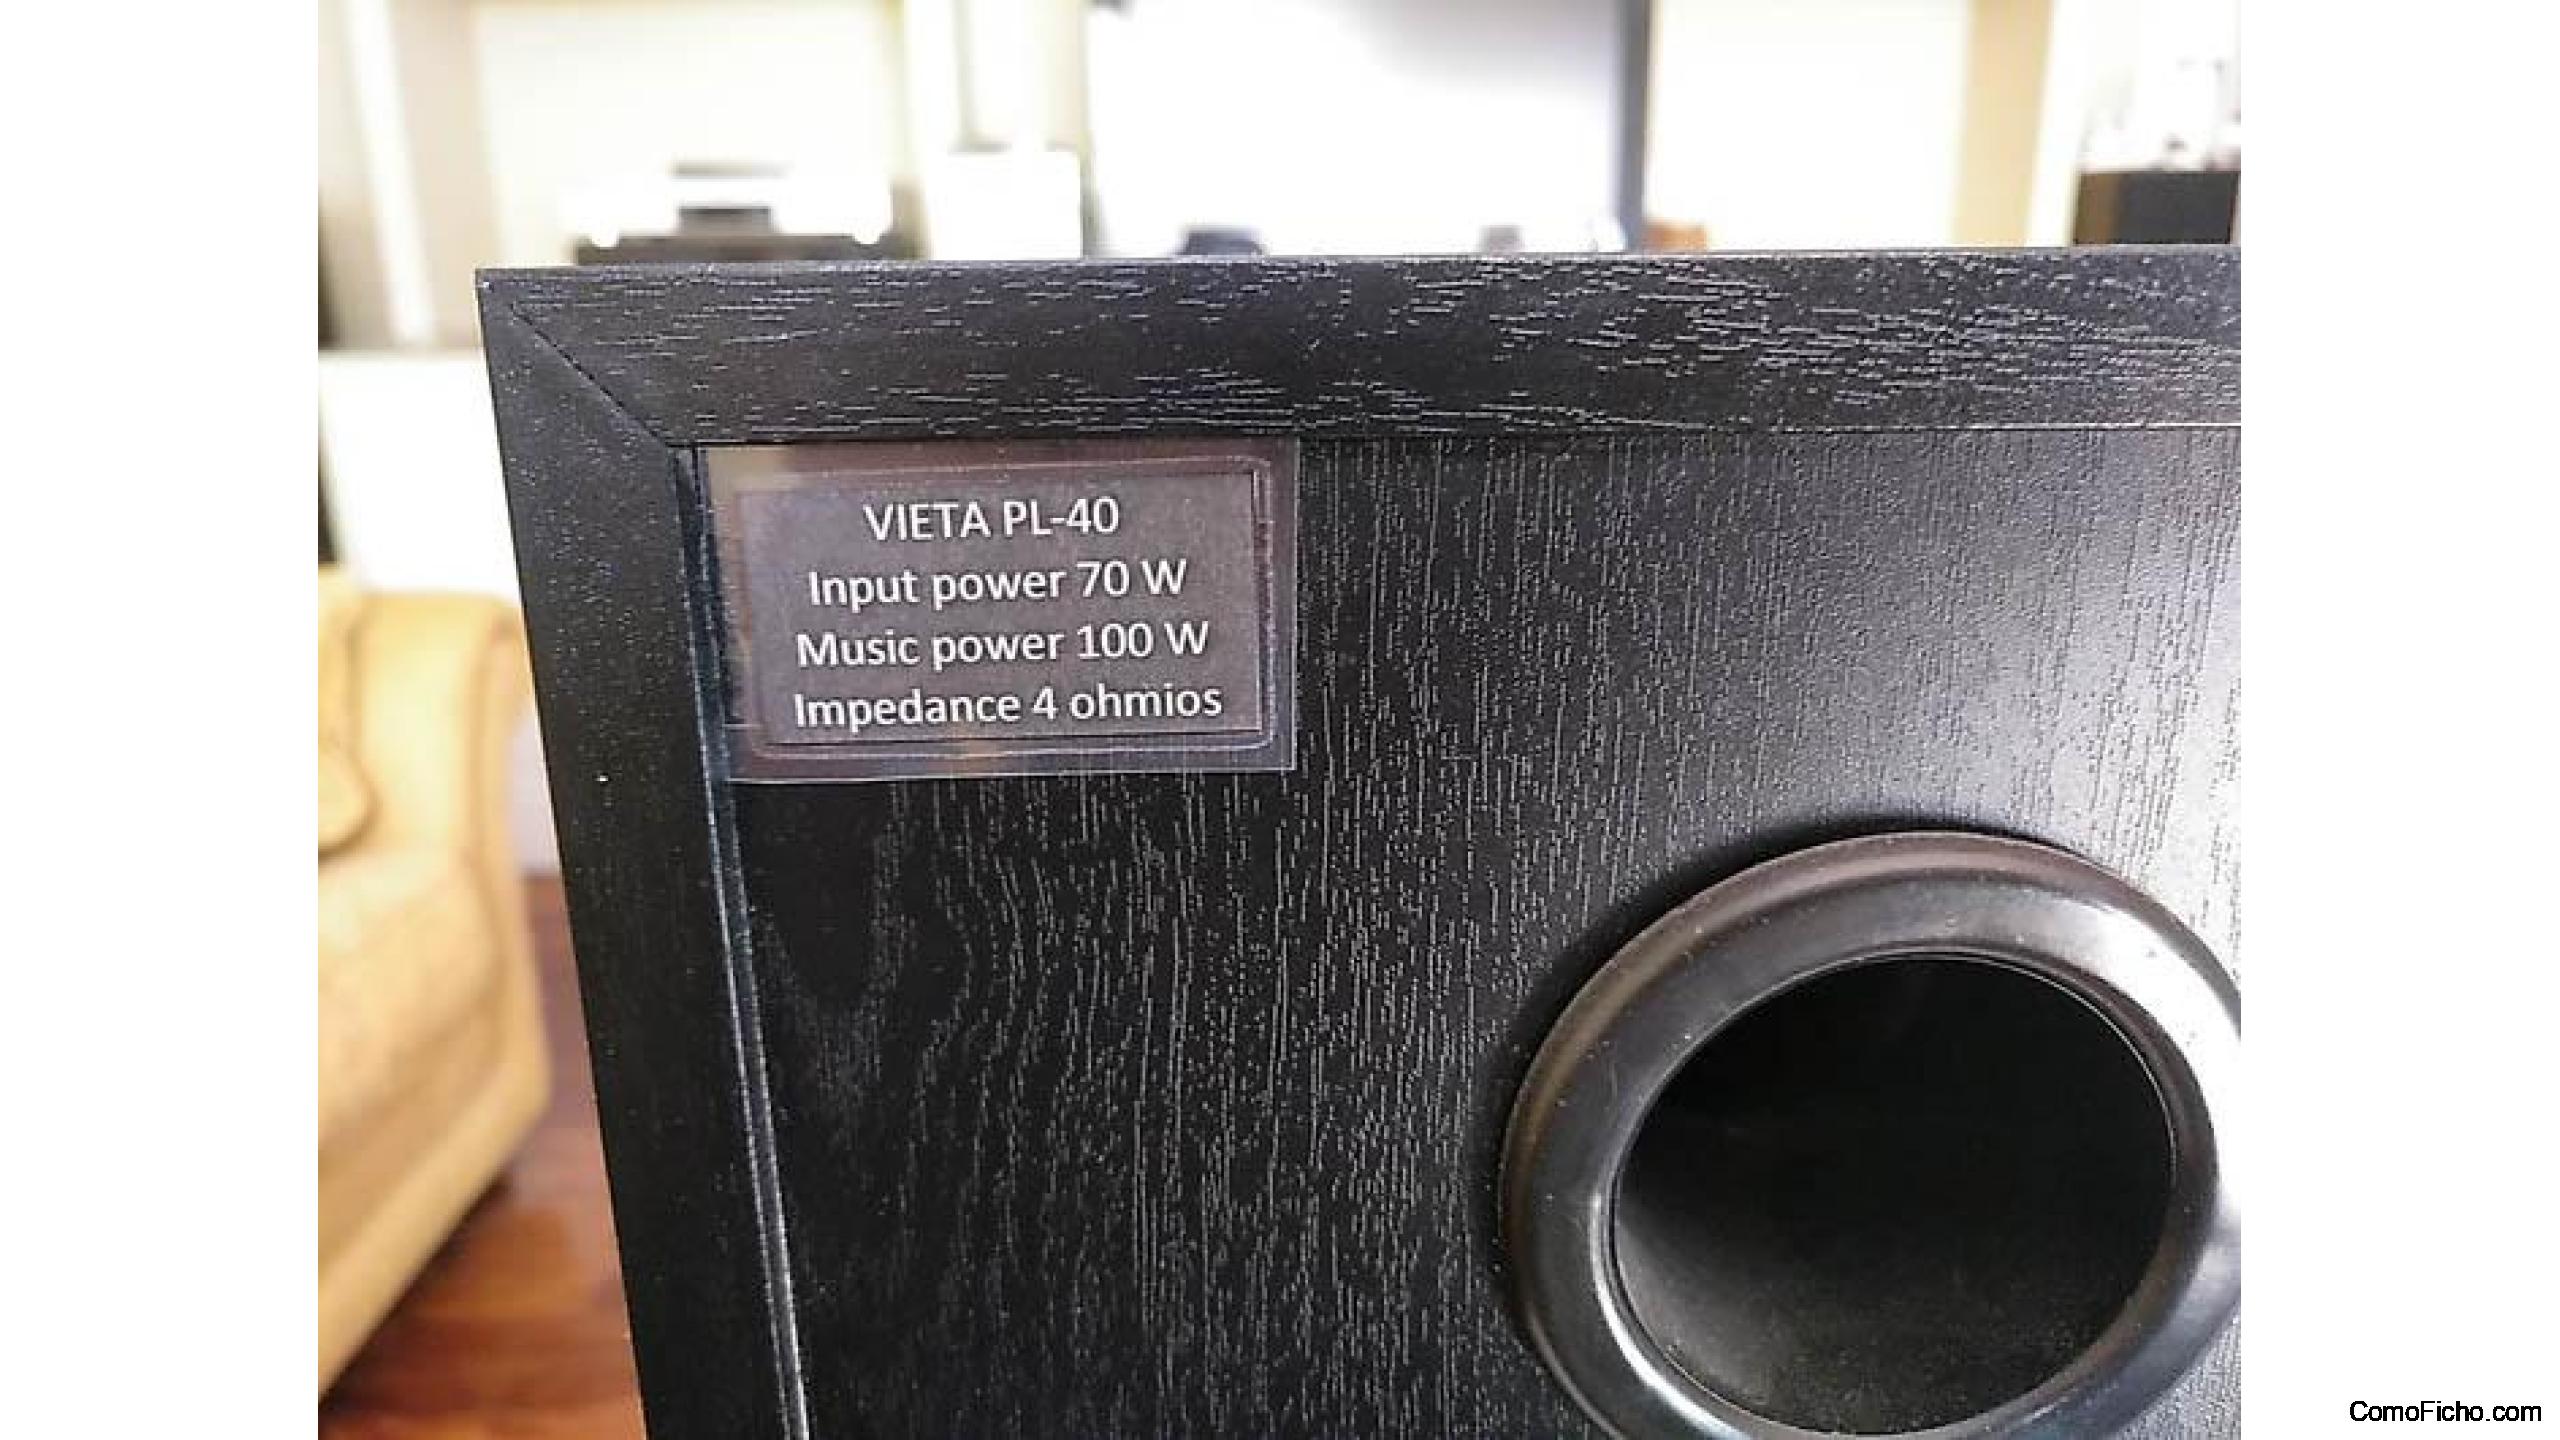 VIETA PL-40
Input power 70 W
Music power 100 W
Impedance 4 ohmios
ComoFicho.com